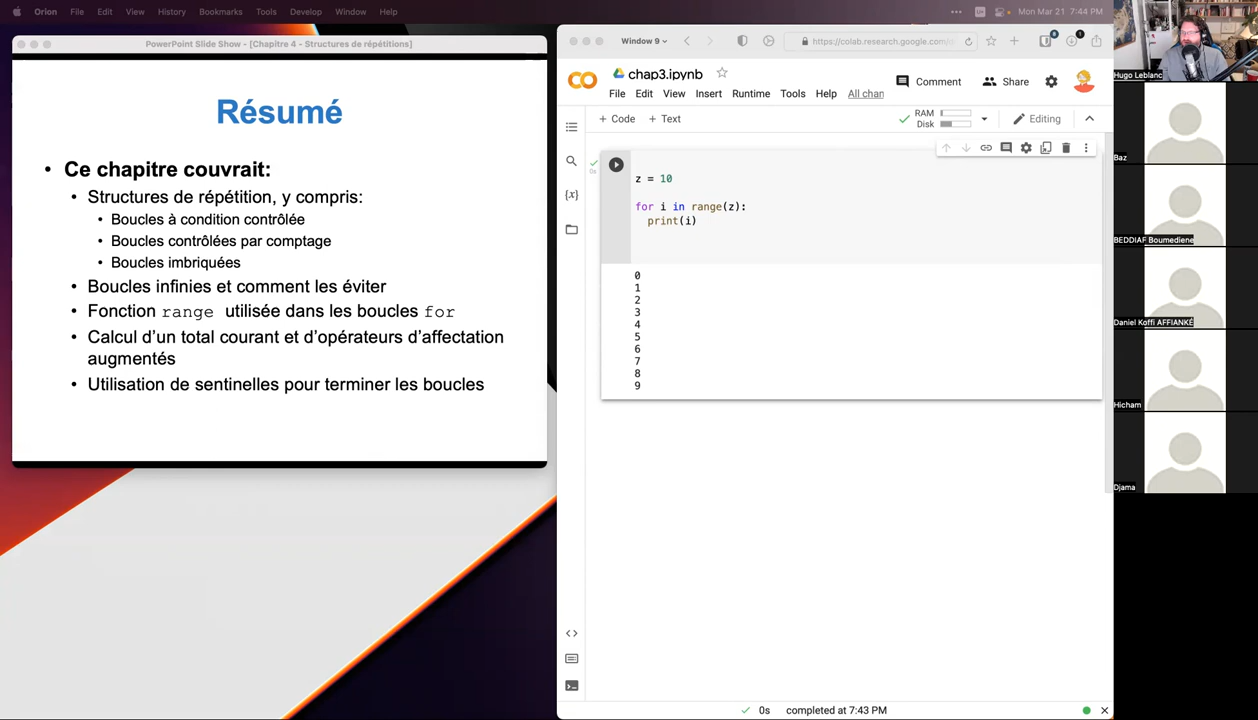 Orion File Edit View History Bookmarks Tools Develop Window Help
Mon Mar 21 7:44 PM
PowerPoint Slide Show - [Chapitre 4 - Structures de répétitions]
Résumé
• Ce chapitre couvrait:
• Structures de répétition, y compris:
• Boucles à condition contrôlée
• Boucles contrôlées par comptage
• Boucles imbriquées
• Boucles infinies et comment les éviter
• Fonction range utilisée dans les boucles for
• Calcul d'un total courant et d'opérateurs d'affectation
augmentés
• Utilisation de sentinelles pour terminer les boucles
Window 9
https://colab.research.google.com/
chap3.ipynb
Comment
Share
File Edit View Insert Runtime Tools Help All chan
+ Code + Text
RAM
Disk
Editing
z = 10
for i in range(z):
print(i)
0s
0
1
2
3
4
5
6
7
8
9
0s completed at 7:43 PM
Hugo Leblanc
Baz
BEDDIAF Boumediene
Daniel Koffi AFFIANKÉ
Hicham
Djama